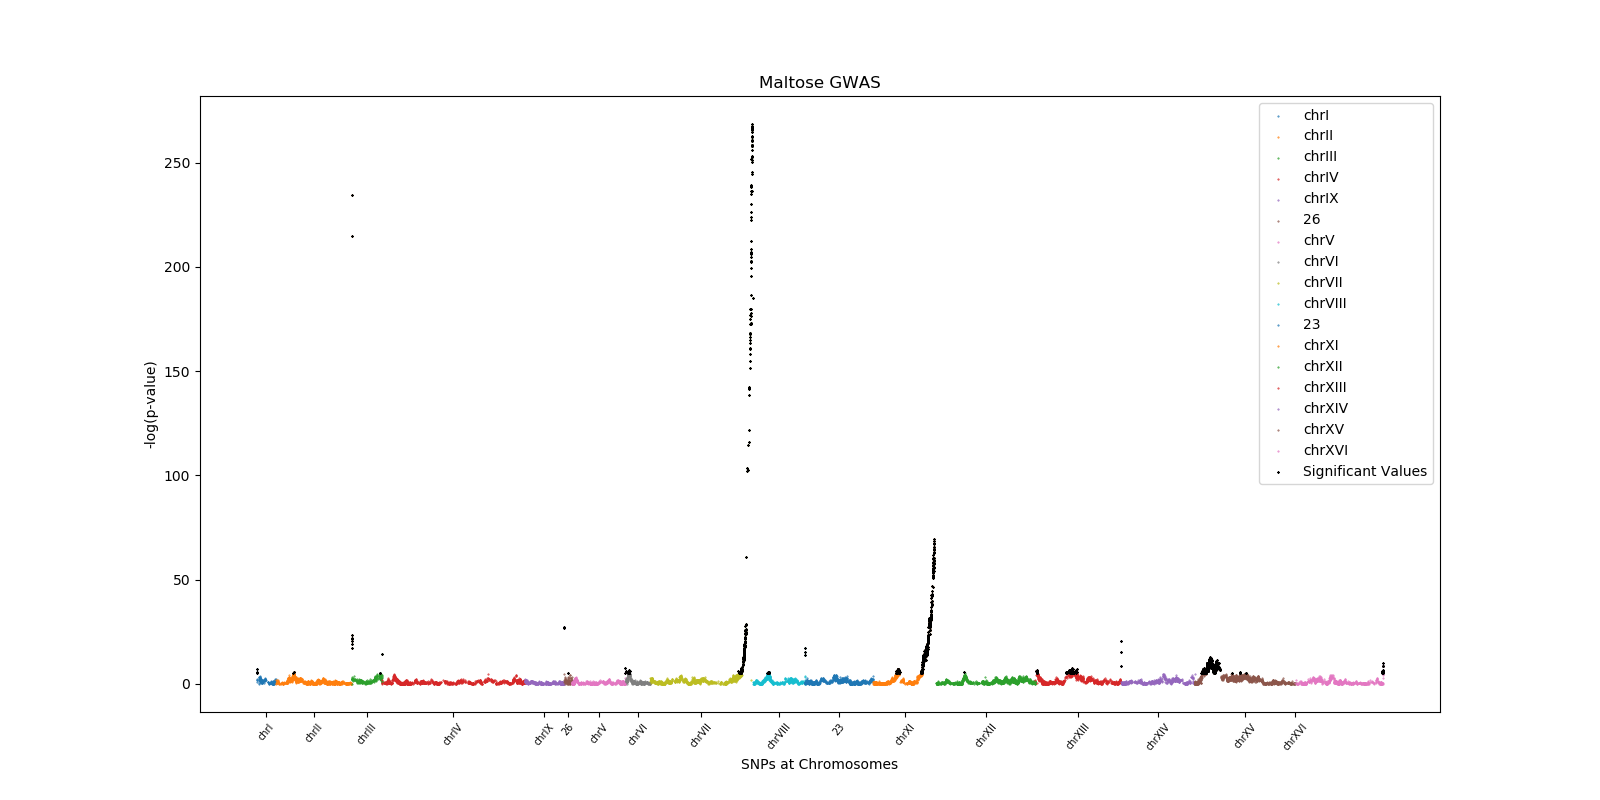 Maltose GWAS
-log(p-value)
250
200
150
100
50
0
chrI
chrII
chrIII
chrIV
chrIX
26
chrV
chrVI
chrVII
chrVIII
23
chrXI
chrXII
chrXIII
chrXIV
chrXV
chrXVI
SNPs at Chromosomes
chrI
chrII
chrIII
chrIV
chrIX
26
chrV
chrVI
chrVII
chrVIII
23
chrXI
chrXII
chrXIII
chrXIV
chrXV
chrXVI
Significant Values